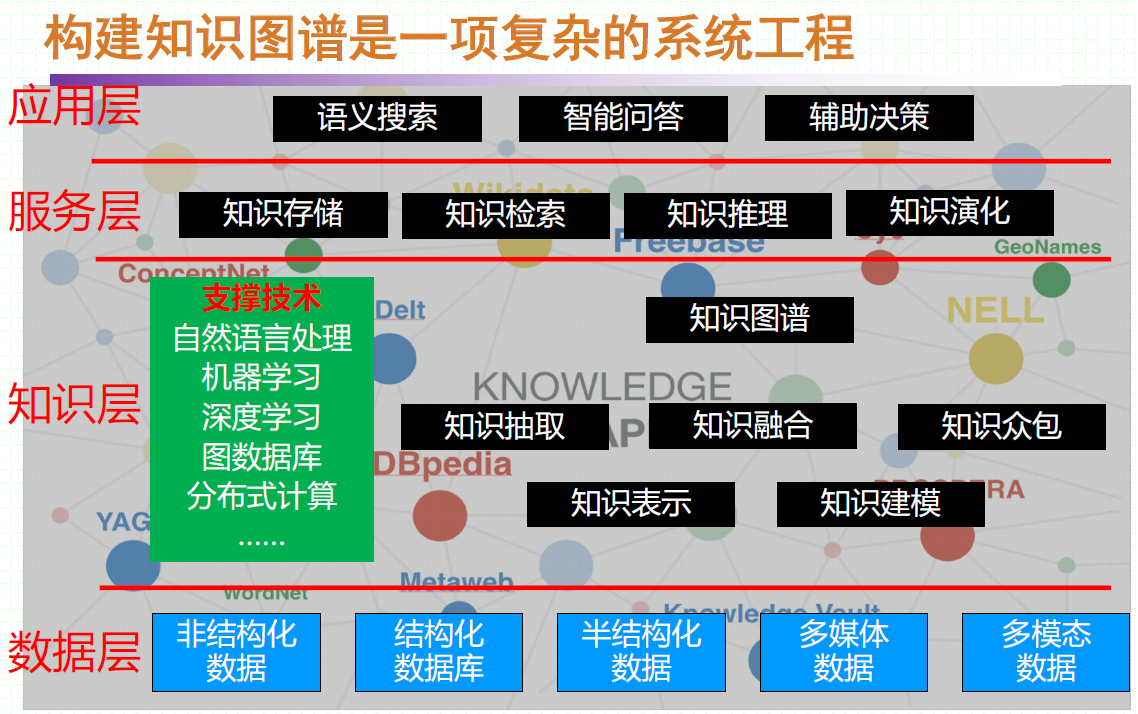 构建知识图谱是一项复杂的系统工程
应用层
语义搜索
智能问答
辅助决策
服务层
知识存储
知识检索
知识推理
知识演化
Wikidata
Freebase
GeoNames
ConceptNet
知识层
支撑技术
自然语言处理
机器学习
深度学习
图数据库
分布式计算
......
Delt
知识图谱
NELL
KNOWLEDGE
AP
知识抽取
知识融合
知识众包
DBpedia
知识表示
知识建模
ERA
YAG
WordNet
Metaweb
Knowledge Vault
数据层
非结构化
数据
结构化
数据库
半结构化
数据
多媒体
数据
多模态
数据